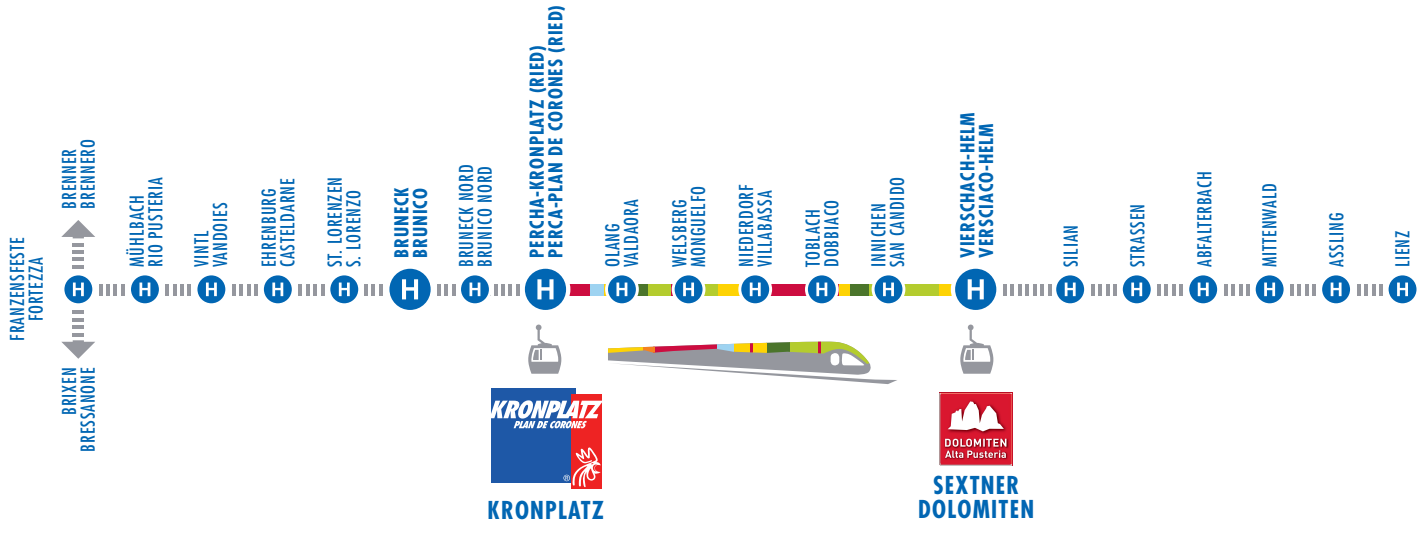 FRANZENSFESTE
FORTEZZA
BRENNER
BRENNERO
BRIXEN
BRESSANONE
H
MÜHLBACH
RIO PUSTERIA
H
VINTL
VANDOIES
H
EHRENBURG
CASTELDARNE
H
ST. LORENZEN
S. LORENZO
H
BRUNECK
BRUNICO
H
BRUNECK NORD
BRUNICO NORD
H
PERCHA-KRONPLATZ (RIED)
PERCA-PLAN DE CORONES (RIED)
H
OLANG
VALDAORA
H
WELSBERG
MONGUELFO
H
NIEDERDORF
VILLABASSA
H
TOBLACH
DOBBIACO
H
INNICHEN
SAN CANDIDO
H
VIERSCHACH-HELM
VERSCIACO-HELM
H
SILIAN
H
STRASSEN
H
ABFALTERBACH
H
MITTENWALD
H
ASSLING
H
LIENZ
H
KRONPLATZ
PLAN DE CORONES
®
KRONPLATZ
DOLOMITEN
Alta Pusteria
SEXTNER
DOLOMITEN